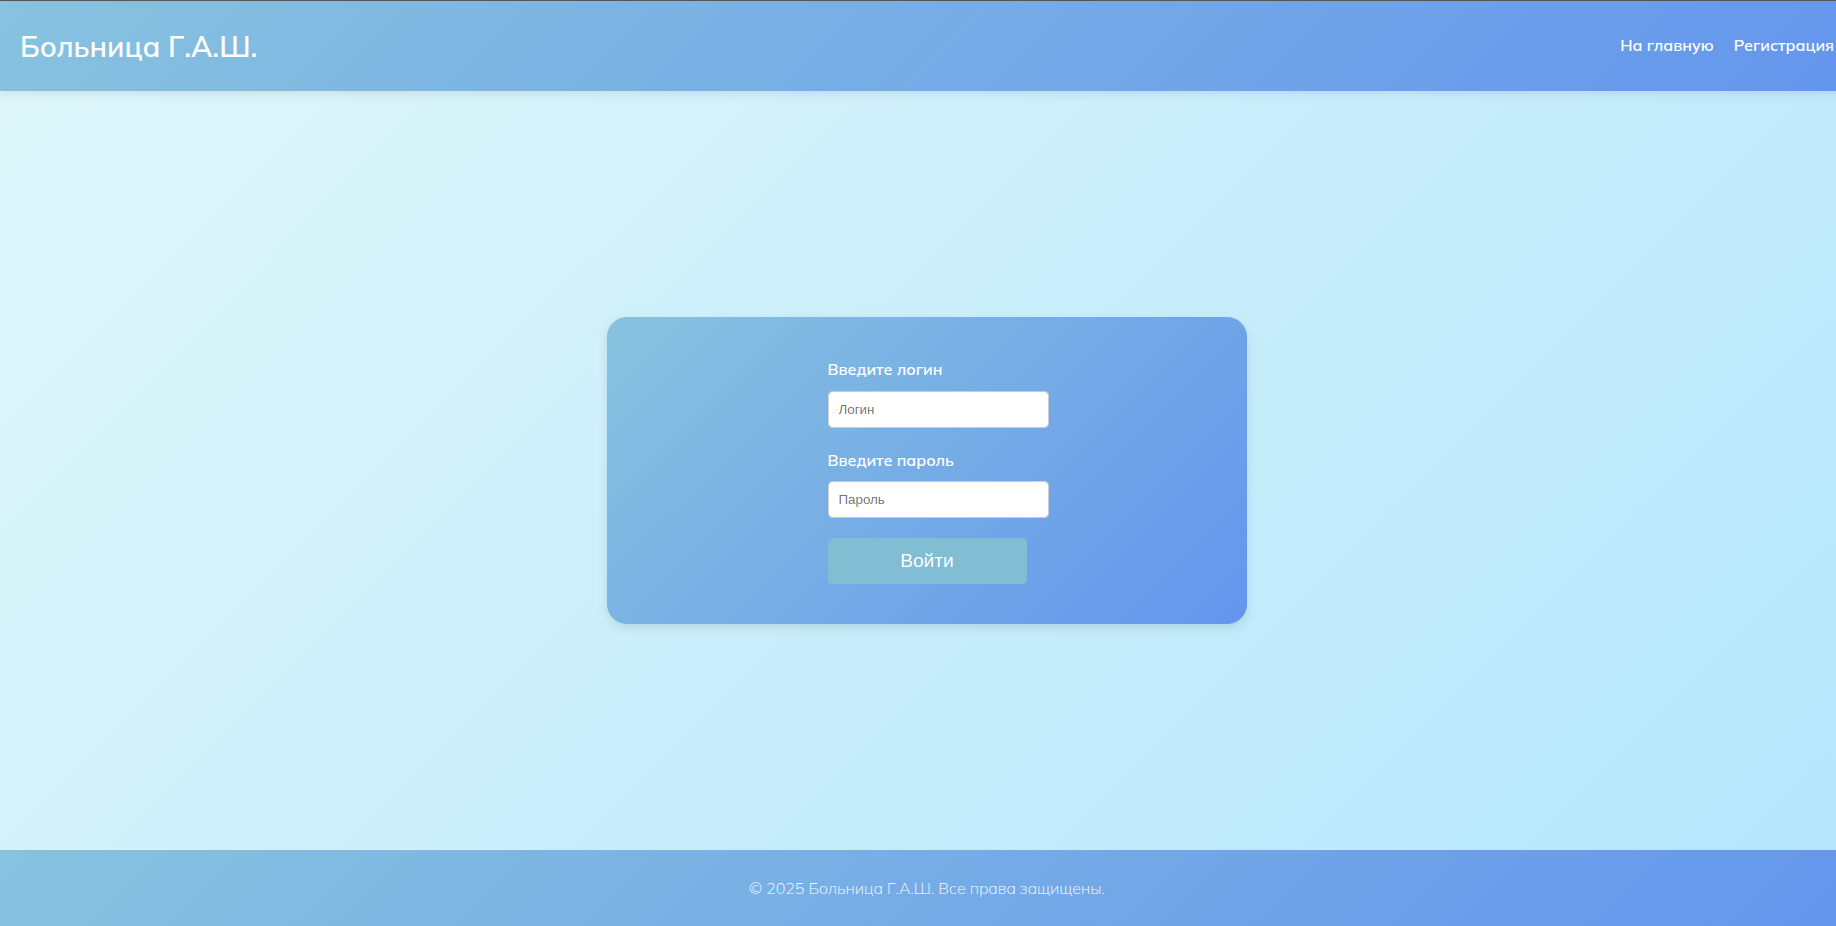 Больница Г.А.Ш.
На главную
Регистрация
Введите логин
Логин
Введите пароль
Пароль
Войти
© 2025 Больница Г.А.Ш. Все права защищены.